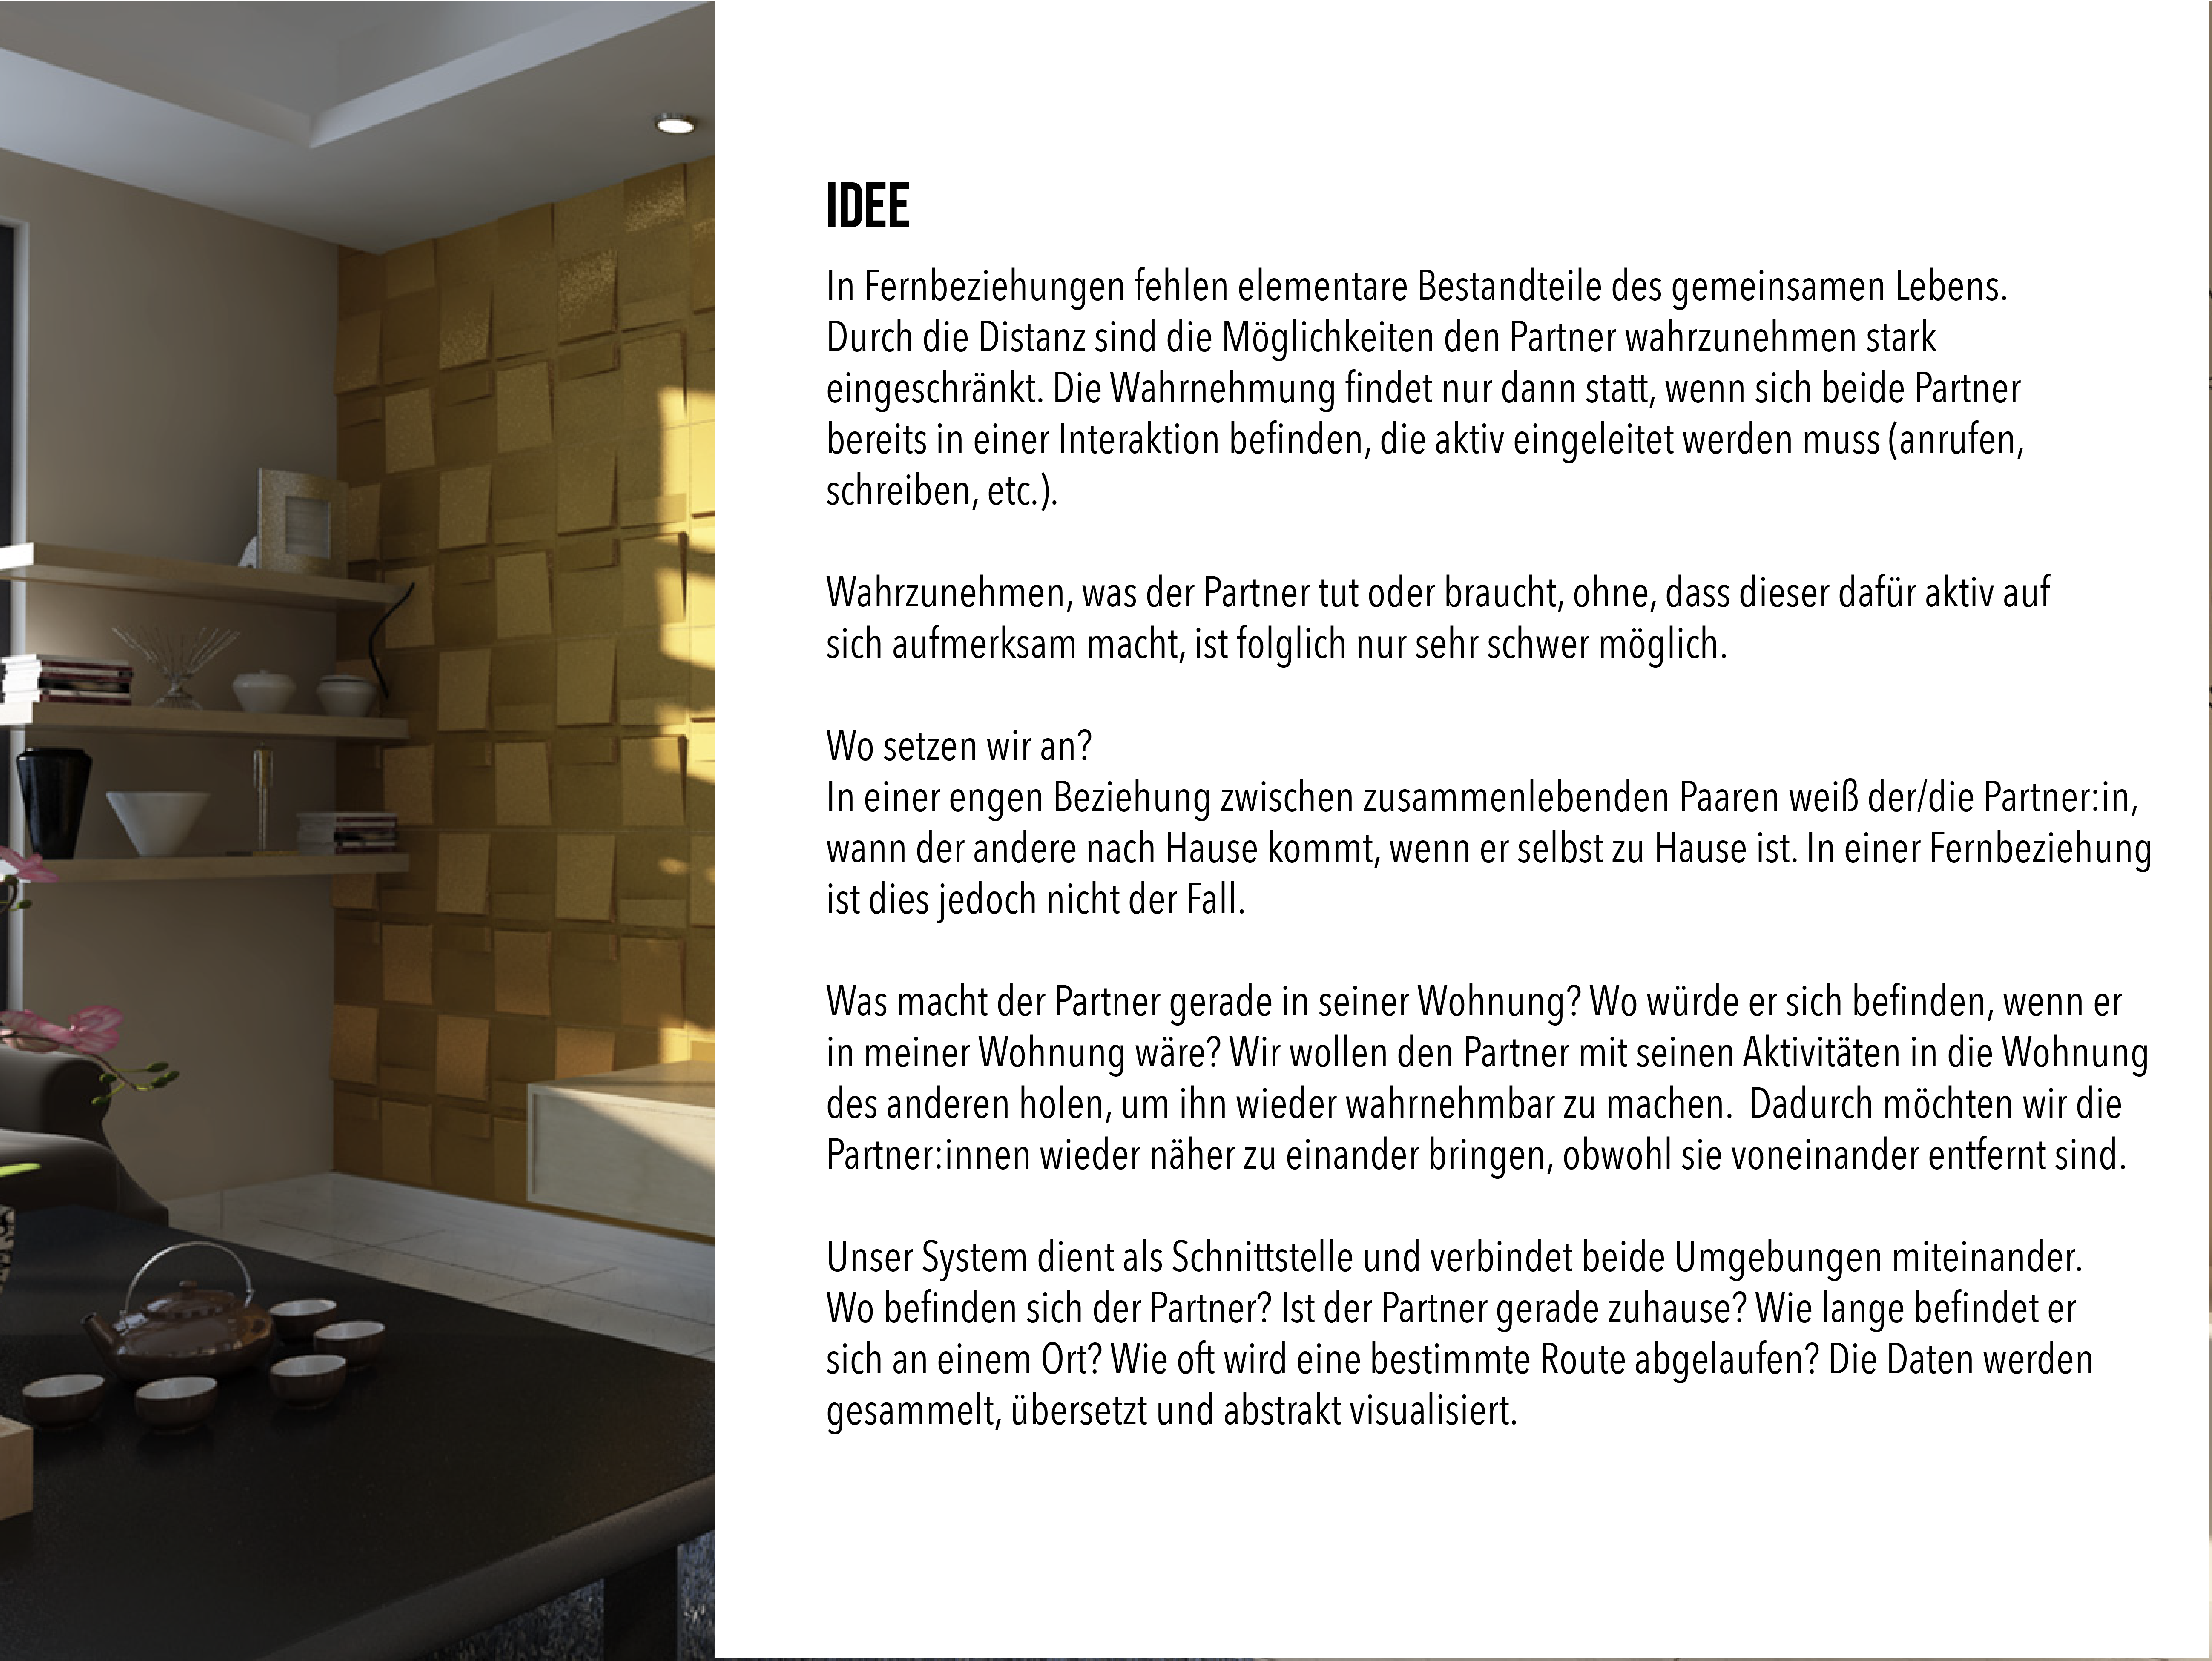 IDEE
In Fernbeziehungen fehlen elementare Bestandteile des gemeinsamen Lebens.
Durch die Distanz sind die Möglichkeiten den Partner wahrzunehmen stark
eingeschränkt. Die Wahrnehmung findet nur dann statt, wenn sich beide Partner
bereits in einer Interaktion befinden, die aktiv eingeleitet werden muss (anrufen,
schreiben, etc.).
Wahrzunehmen, was der Partner tut oder braucht, ohne, dass dieser dafür aktiv auf
sich aufmerksam macht, ist folglich nur sehr schwer möglich.
Wo setzen wir an?
In einer engen Beziehung zwischen zusammenlebenden Paaren weiß der/die Partner:in,
wann der andere nach Hause kommt, wenn er selbst zu Hause ist. In einer Fernbeziehung
ist dies jedoch nicht der Fall.
Was macht der Partner gerade in seiner Wohnung? Wo würde er sich befinden, wenn er
in meiner Wohnung wäre? Wir wollen den Partner mit seinen Aktivitäten in die Wohnung
des anderen holen, um ihn wieder wahrnehmbar zu machen.  Dadurch möchten wir die
Partner:innen wieder näher zu einander bringen, obwohl sie voneinander entfernt sind.
Unser System dient als Schnittstelle und verbindet beide Umgebungen miteinander.
Wo befinden sich der Partner? Ist der Partner gerade zuhause? Wie lange befindet er
sich an einem Ort? Wie oft wird eine bestimmte Route abgelaufen? Die Daten werden
gesammelt, übersetzt und abstrakt visualisiert.